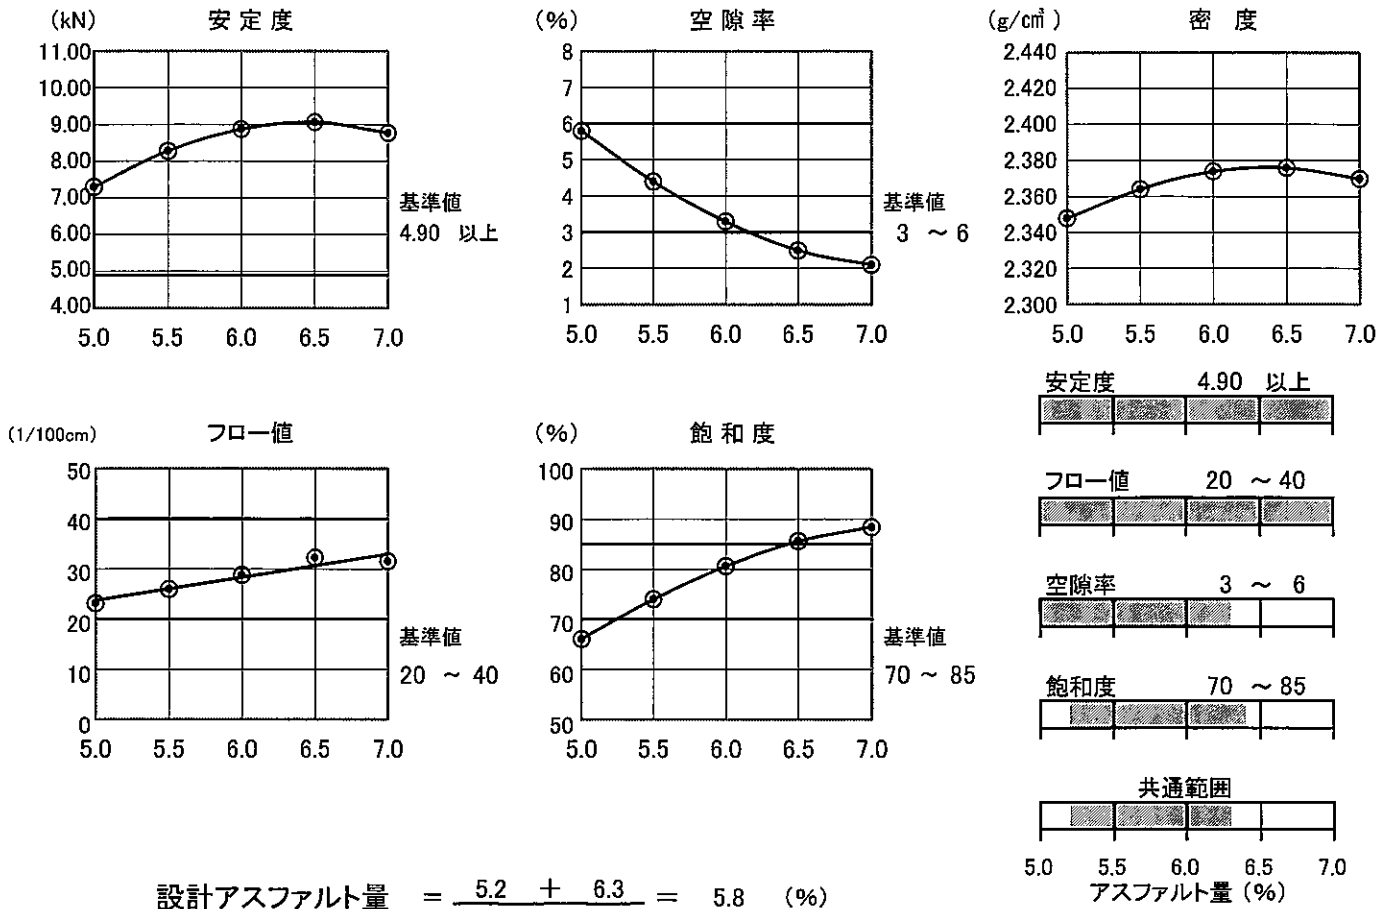 (kN) 安定度
11.00
10.00
9.00
8.00
7.00
6.00
5.00
4.00
5.0 5.5 6.0 6.5 7.0
基準値
4.90 以上
(%) 空隙率
8
7
6
5
4
3
2
1
5.0 5.5 6.0 6.5 7.0
基準値
3 ～ 6
(g/c㎥) 密 度
2.440
2.420
2.400
2.380
2.360
2.340
2.320
2.300
5.0 5.5 6.0 6.5 7.0
(1/100cm) フロー値
50
40
30
20
10
0
5.0 5.5 6.0 6.5 7.0
基準値
20 ～ 40
(%) 飽和度
100
90
80
70
60
50
5.0 5.5 6.0 6.5 7.0
基準値
70 ～ 85
安定度 4.90 以上
フロー値 20 ～ 40
空隙率 3 ～ 6
飽和度 70 ～ 85
共通範囲
5.0 5.5 6.0 6.5 7.0
アスファルト量 (%)
設計アスファルト量 = 5.2 + 6.3 = 5.8 (%)